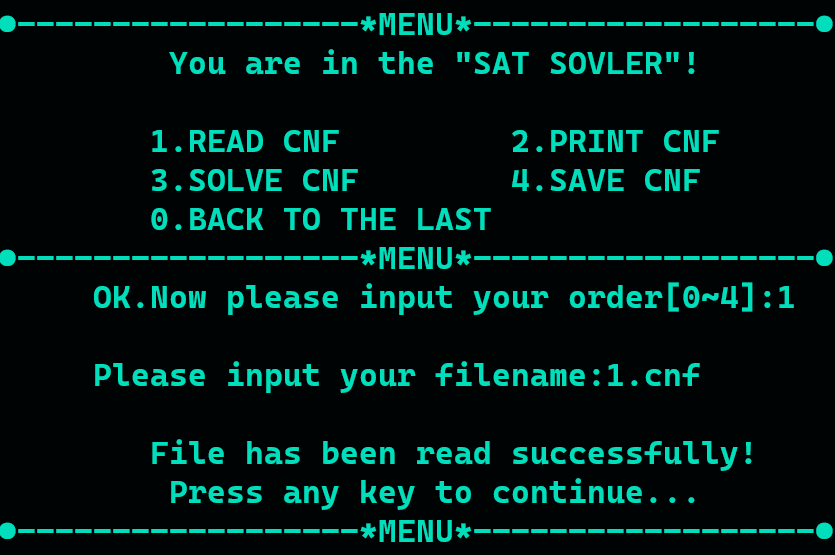 ●------------------*MENU*------------------●
You are in the "SAT SOVLER"!
1.READ CNF 2.PRINT CNF
3.SOLVE CNF 4.SAVE CNF
0.BACK TO THE LAST
●------------------*MENU*------------------●
OK.Now please input your order[0~4]:1
Please input your filename:1.cnf
File has been read successfully!
Press any key to continue...
●------------------*MENU*------------------●